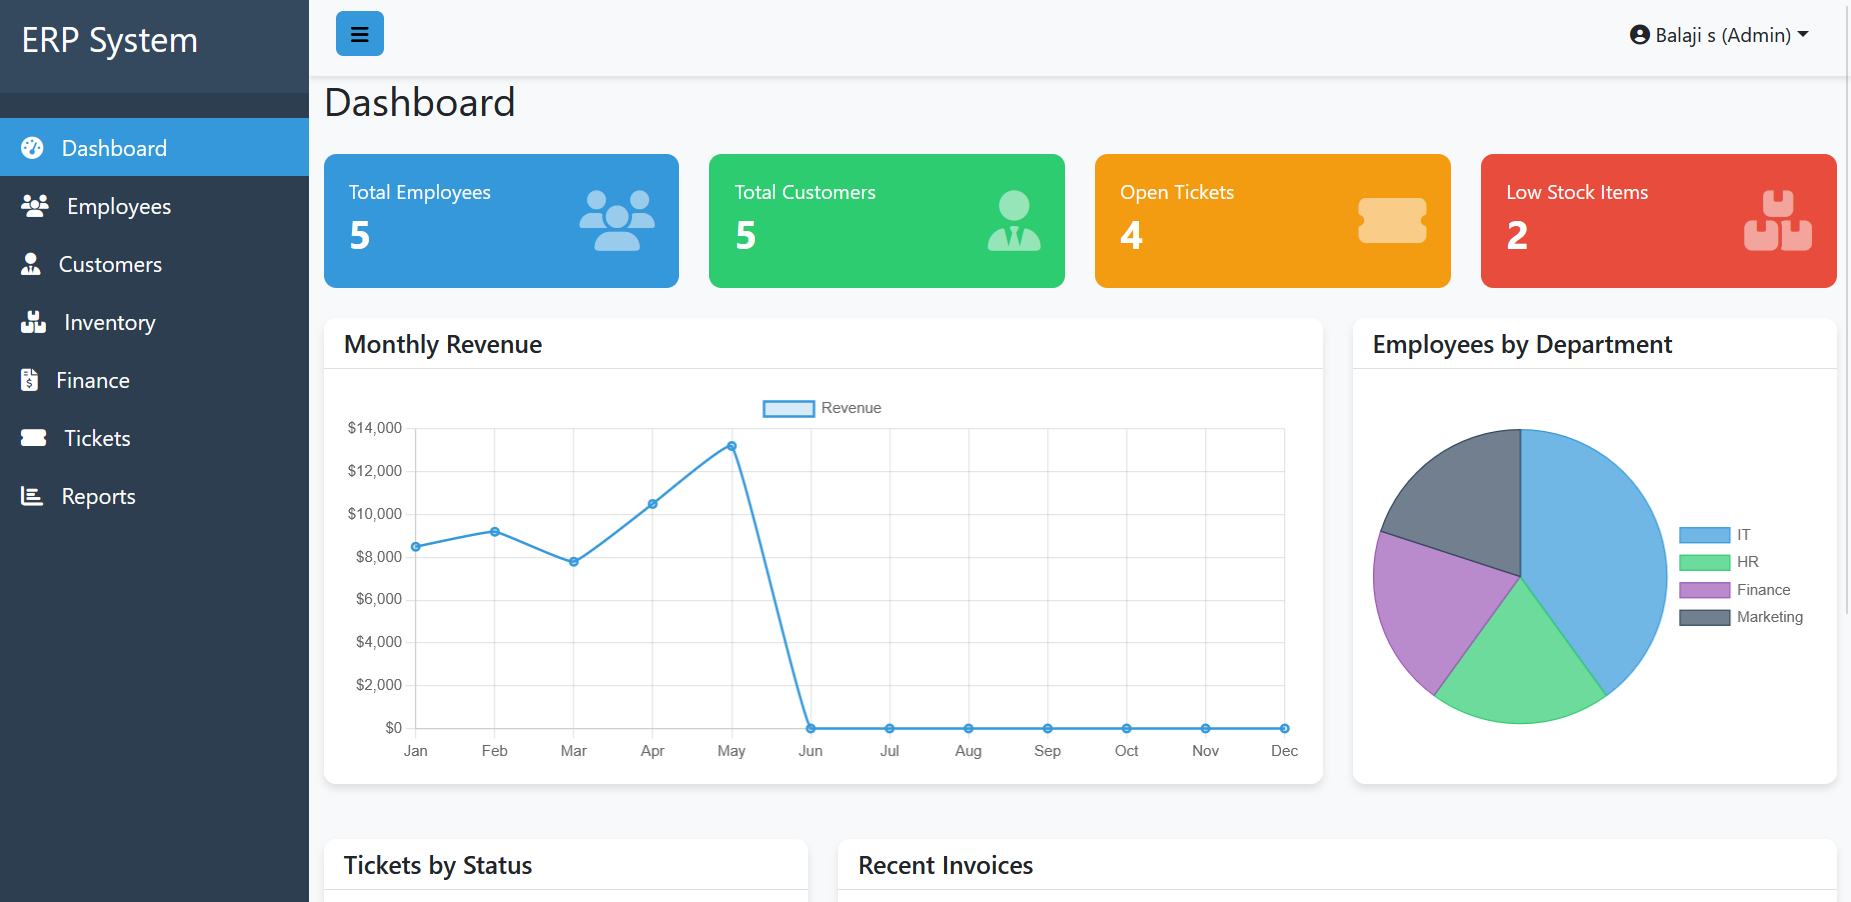 ERP System
Balaji s (Admin)
Dashboard
Employees
Customers
Inventory
Finance
Tickets
Reports
Dashboard
Total Employees
5
Total Customers
5
Open Tickets
4
Low Stock Items
2
Monthly Revenue
Revenue
$14,000
$12,000
$10,000
$8,000
$6,000
$4,000
$2,000
$0
Jan Feb Mar Apr May Jun Jul Aug Sep Oct Nov Dec
Employees by Department
IT
HR
Finance
Marketing
Tickets by Status
Recent Invoices